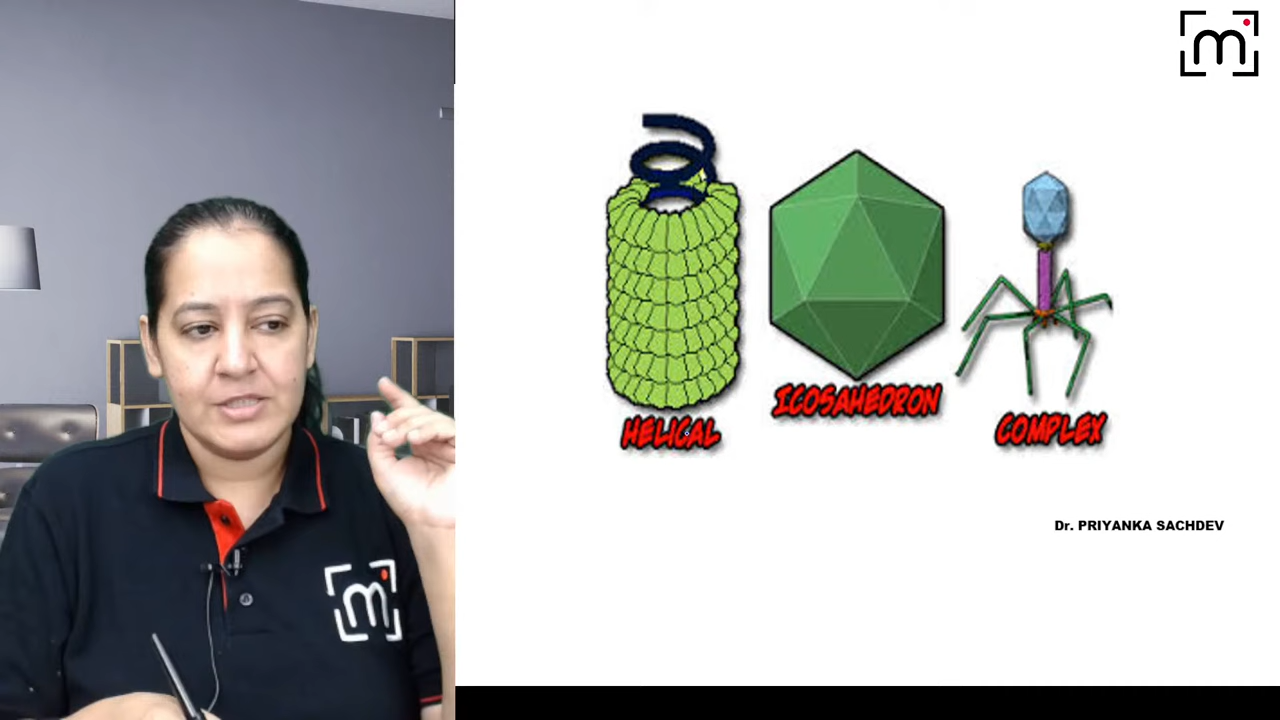 m
HELICAL
ICOSAHEDRON
COMPLEX
Dr. PRIYANKA SACHDEV
m